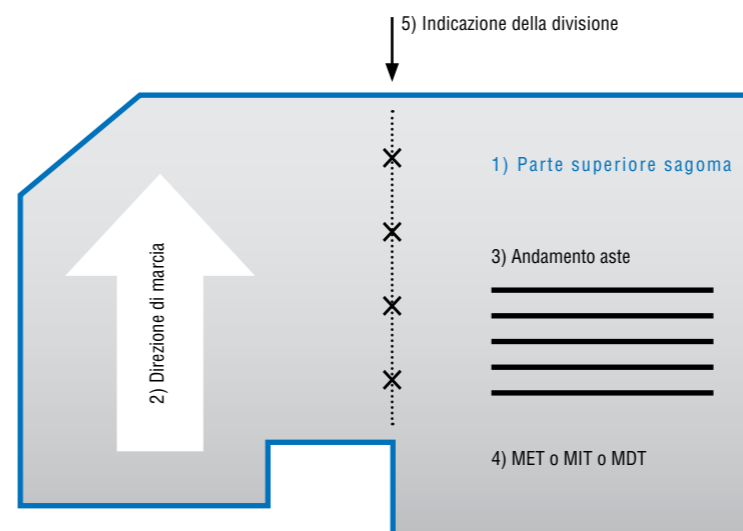 5) Indicazione della divisione
1) Parte superiore sagoma
2) Direzione di marcia
3) Andamento aste
4) MET o MIT o MDT